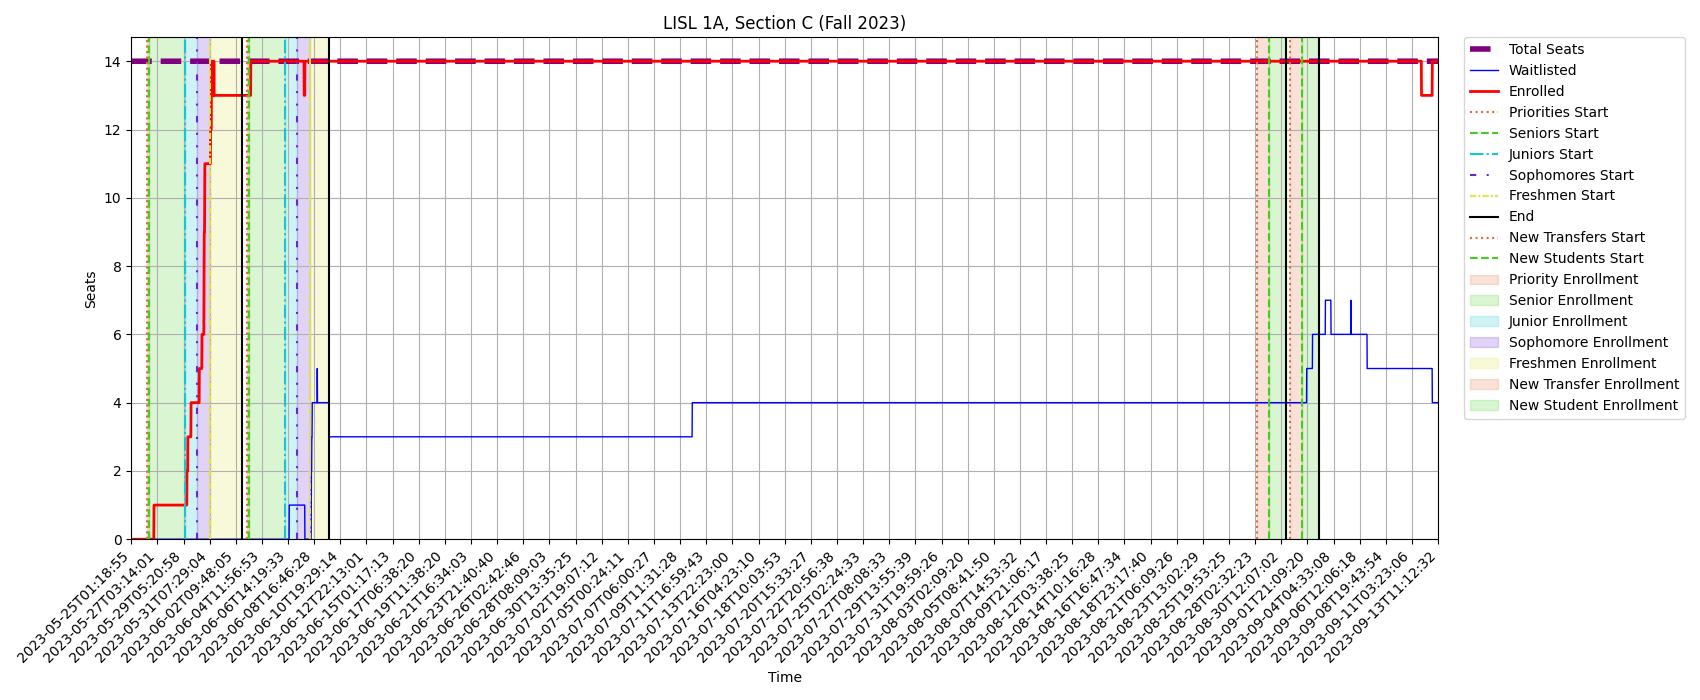 LISL 1A, Section C (Fall 2023)
Seats
14
12
10
8
6
4
2
0
2023-05-25T01:18:55
2023-05-27T03:14:01
2023-05-29T05:20:58
2023-05-31T07:29:04
2023-06-02T09:48:05
2023-06-04T11:56:53
2023-06-06T14:19:33
2023-06-08T16:46:28
2023-06-10T19:29:14
2023-06-12T22:13:01
2023-06-15T01:17:13
2023-06-17T06:38:20
2023-06-19T11:38:20
2023-06-21T16:34:03
2023-06-23T21:40:40
2023-06-26T02:42:46
2023-06-28T08:09:03
2023-06-30T13:35:25
2023-07-02T19:07:12
2023-07-05T00:24:11
2023-07-07T06:00:27
2023-07-09T11:31:28
2023-07-11T16:59:43
2023-07-13T22:23:00
2023-07-16T04:23:10
2023-07-18T10:03:53
2023-07-20T15:33:27
2023-07-22T20:56:38
2023-07-25T02:24:33
2023-07-27T08:08:33
2023-07-29T13:55:39
2023-07-31T19:59:26
2023-08-03T02:09:20
2023-08-05T08:41:50
2023-08-07T14:53:32
2023-08-09T21:06:17
2023-08-12T03:38:25
2023-08-14T10:16:28
2023-08-16T16:47:34
2023-08-18T23:17:40
2023-08-21T06:09:26
2023-08-23T13:02:29
2023-08-25T19:53:25
2023-08-28T02:32:23
2023-08-30T12:07:02
2023-09-01T21:09:20
2023-09-04T04:33:08
2023-09-06T12:06:18
2023-09-08T19:43:54
2023-09-11T03:23:06
2023-09-13T11:12:32
Time
Total Seats
Waitlisted
Enrolled
Priorities Start
Seniors Start
Juniors Start
Sophomores Start
Freshmen Start
End
New Transfers Start
New Students Start
Priority Enrollment
Senior Enrollment
Junior Enrollment
Sophomore Enrollment
Freshmen Enrollment
New Transfer Enrollment
New Student Enrollment